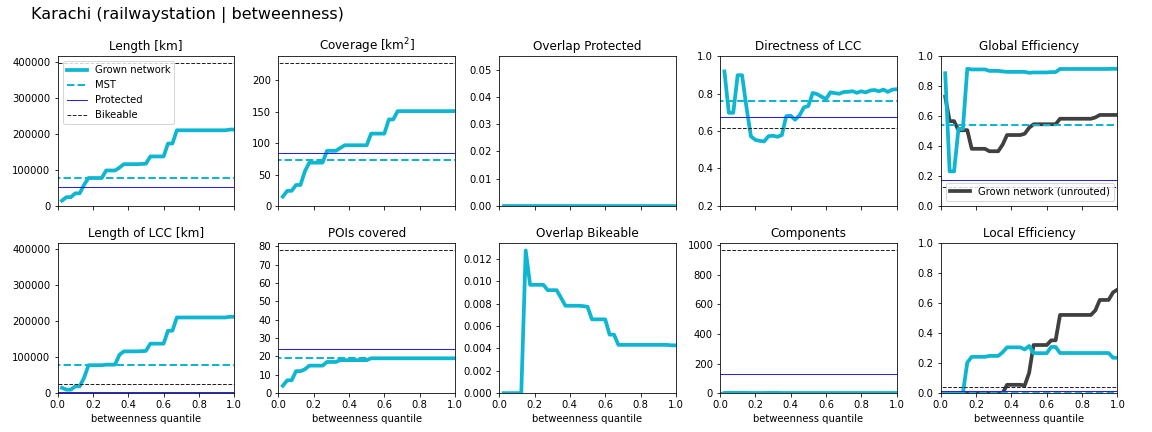 Karachi (railwaystation | betweenness)
Length [km]
400000
300000
200000
100000
0
Grown network
MST
Protected
Bikeable
Coverage [km²]
200
150
100
50
0
Overlap Protected
0.05
0.04
0.03
0.02
0.01
0.00
Directness of LCC
1.0
0.8
0.6
0.4
0.2
Global Efficiency
1.0
0.8
0.6
0.4
0.2
0.0
Grown network (unrouted)
Length of LCC [km]
400000
300000
200000
100000
0
0.0 0.2 0.4 0.6 0.8 1.0
betweenness quantile
POIs covered
80
70
60
50
40
30
20
10
0
0.0 0.2 0.4 0.6 0.8 1.0
betweenness quantile
Overlap Bikeable
0.012
0.010
0.008
0.006
0.004
0.002
0.000
0.0 0.2 0.4 0.6 0.8 1.0
betweenness quantile
Components
1000
800
600
400
200
0
0.0 0.2 0.4 0.6 0.8 1.0
betweenness quantile
Local Efficiency
1.0
0.8
0.6
0.4
0.2
0.0
0.0 0.2 0.4 0.6 0.8 1.0
betweenness quantile